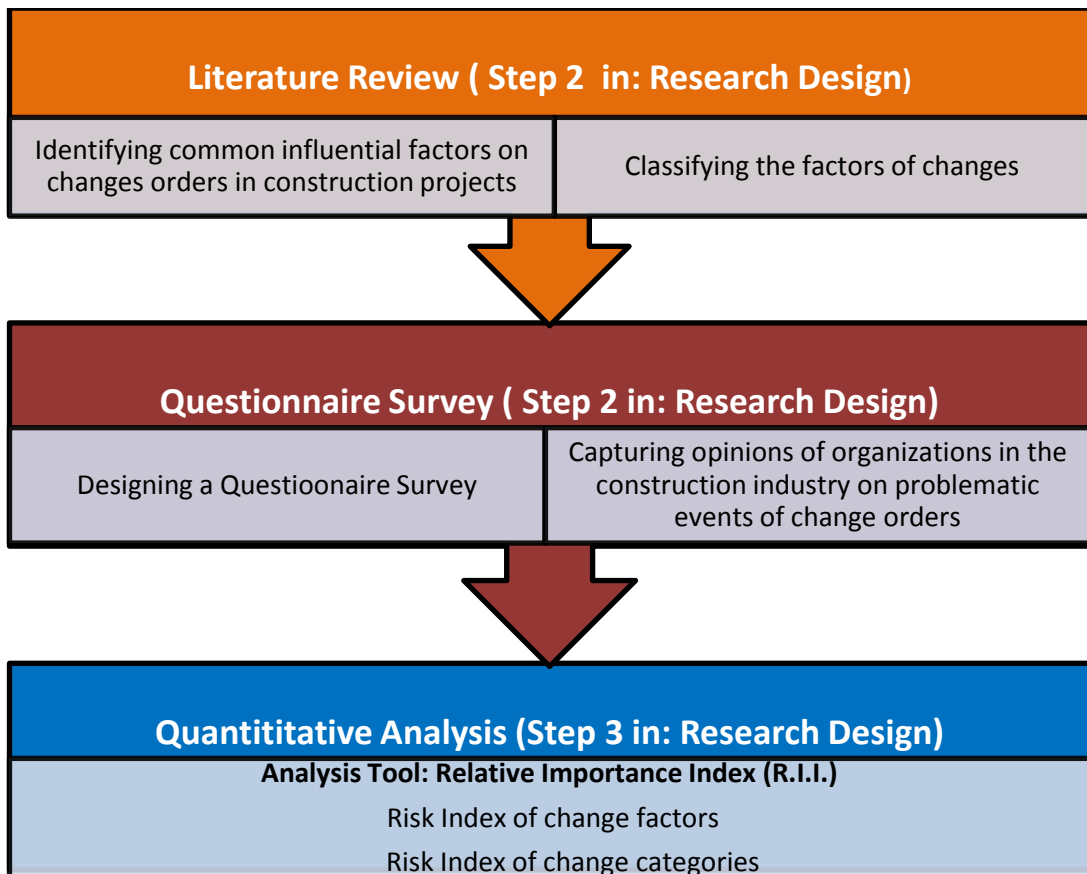 Literature Review ( Step 2 in: Research Design)
Identifying common influential factors on
changes orders in construction projects
Classifying the factors of changes
Questionnaire Survey ( Step 2 in: Research Design)
Designing a Questioonaire Survey
Capturing opinions of organizations in the
construction industry on problematic
events of change orders
Quantititative Analysis (Step 3 in: Research Design)
Analysis Tool: Relative Importance Index (R.I.I.)
Risk Index of change factors
Risk Index of change categories